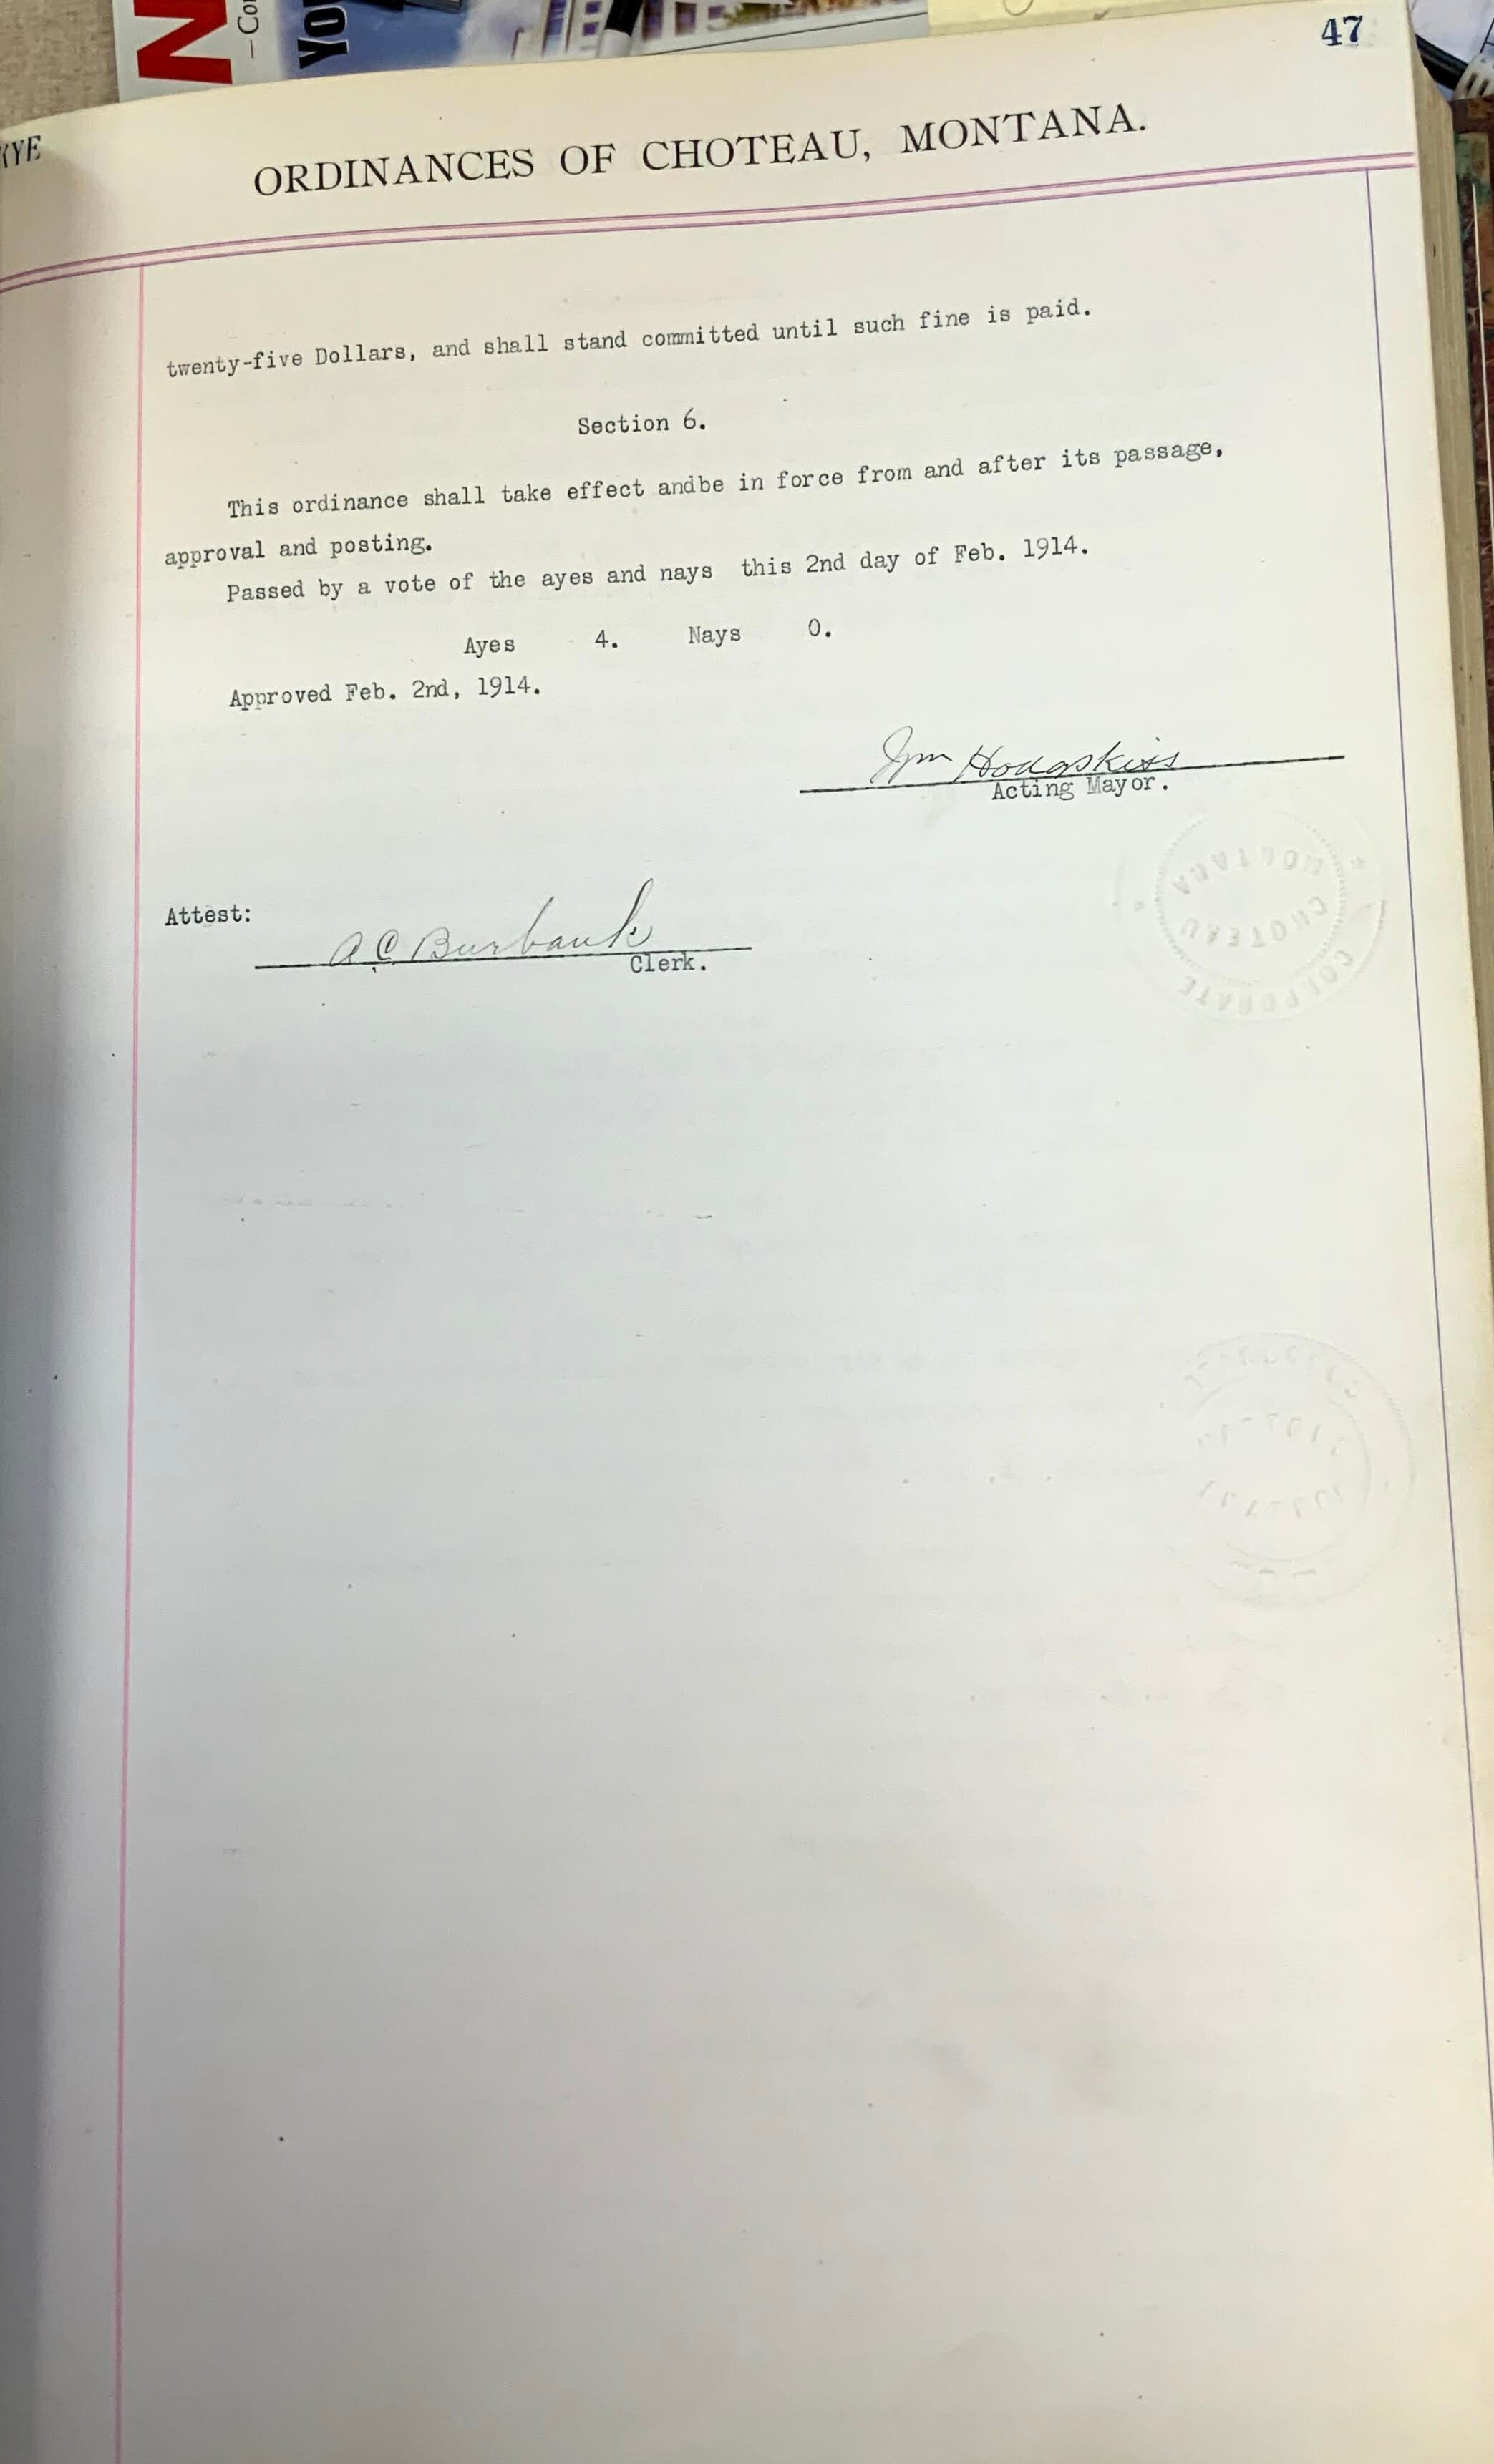 N
YO
47
ORDINANCES OF CHOTEAU, MONTANA.
twenty-five Dollars, and shall stand committed until such fine is paid.
Section 6.
This ordinance shall take effect andbe in force from and after its passage,
approval and posting.
Passed by a vote of the ayes and nays this 2nd day of Feb. 1914.
Ayes 4. Nays 0.
Approved Feb. 2nd, 1914.
Wm Hodgskiss
Acting Mayor.
MONTANA
CHOTEAU
CORPORATE
Attest:
A C Burbank
Clerk.